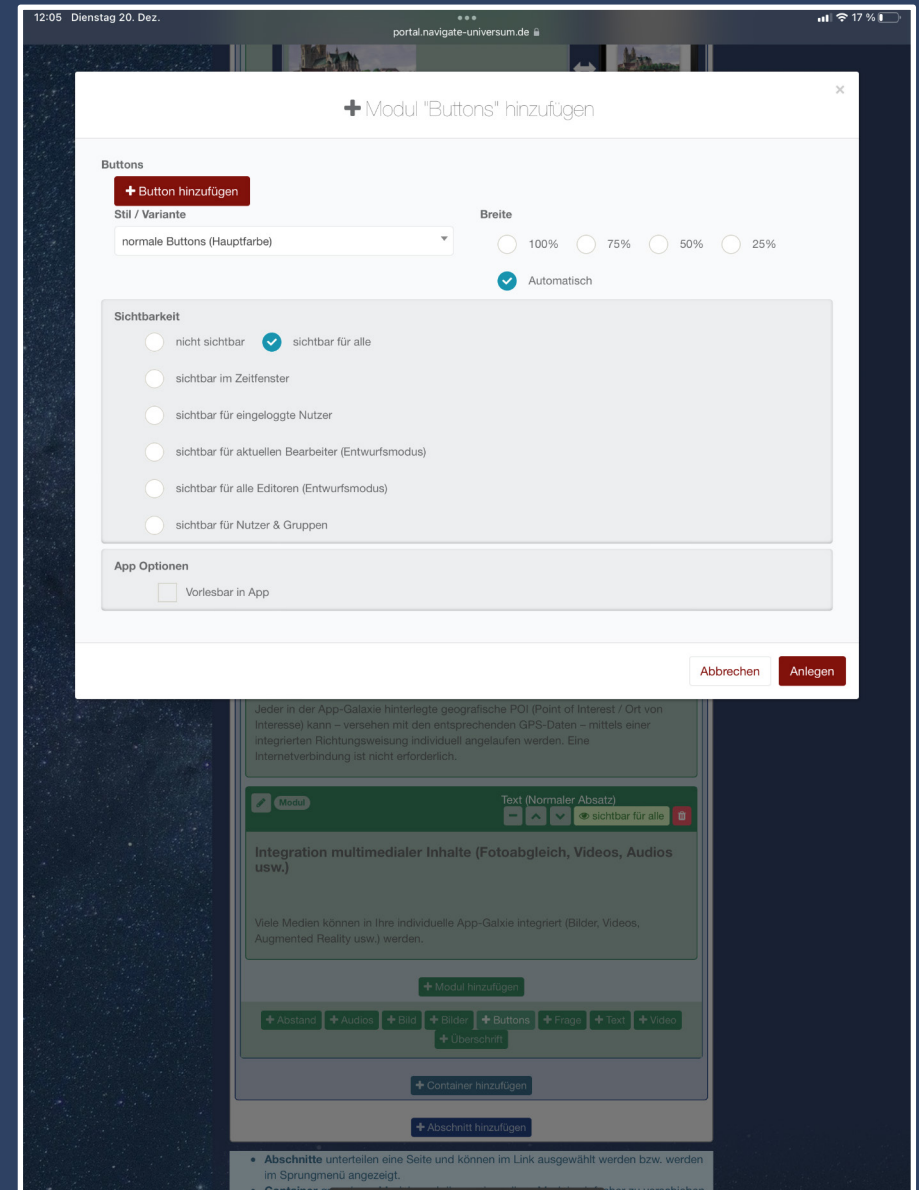 12:05 Dienstag 20. Dez.
portal.navigate-universum.de
17 %
Modul "Buttons" hinzufügen
×
Buttons
+ Button hinzufügen
Stil / Variante
Breite
normale Buttons (Hauptfarbe)
100% 75% 50% 25%
Automatisch
Sichtbarkeit
nicht sichtbar sichtbar für alle
sichtbar im Zeitfenster
sichtbar für eingeloggte Nutzer
sichtbar für aktuellen Bearbeiter (Entwurfsmodus)
sichtbar für alle Editoren (Entwurfsmodus)
sichtbar für Nutzer & Gruppen
App Optionen
Vorlesbar in App
Abbrechen Anlegen
Jeder in der App-Galaxie hinterlegte geografische POI (Point of Interest / Ort von
Interesse) kann – versehen mit den entsprechenden GPS-Daten – mittels einer
integrierten Richtungsweisung individuell angelaufen werden. Eine
Internetverbindung ist nicht erforderlich.
Modul
Text (Normaler Absatz)
sichtbar für alle
Integration multimedialer Inhalte (Fotoabgleich, Videos, Audios
usw.)
Viele Medien können in Ihre individuelle App-Galxie integriert (Bilder, Videos,
Augmented Reality usw.) werden.
+ Modul hinzufügen
+ Abstand + Audios + Bild + Bilder + Buttons + Frage + Text + Video
+ Überschrift
+ Container hinzufügen
+ Abschnitt hinzufügen
• Abschnitte unterteilen eine Seite und können im Link ausgewählt werden bzw. werden
im Sprungmenü angezeigt.